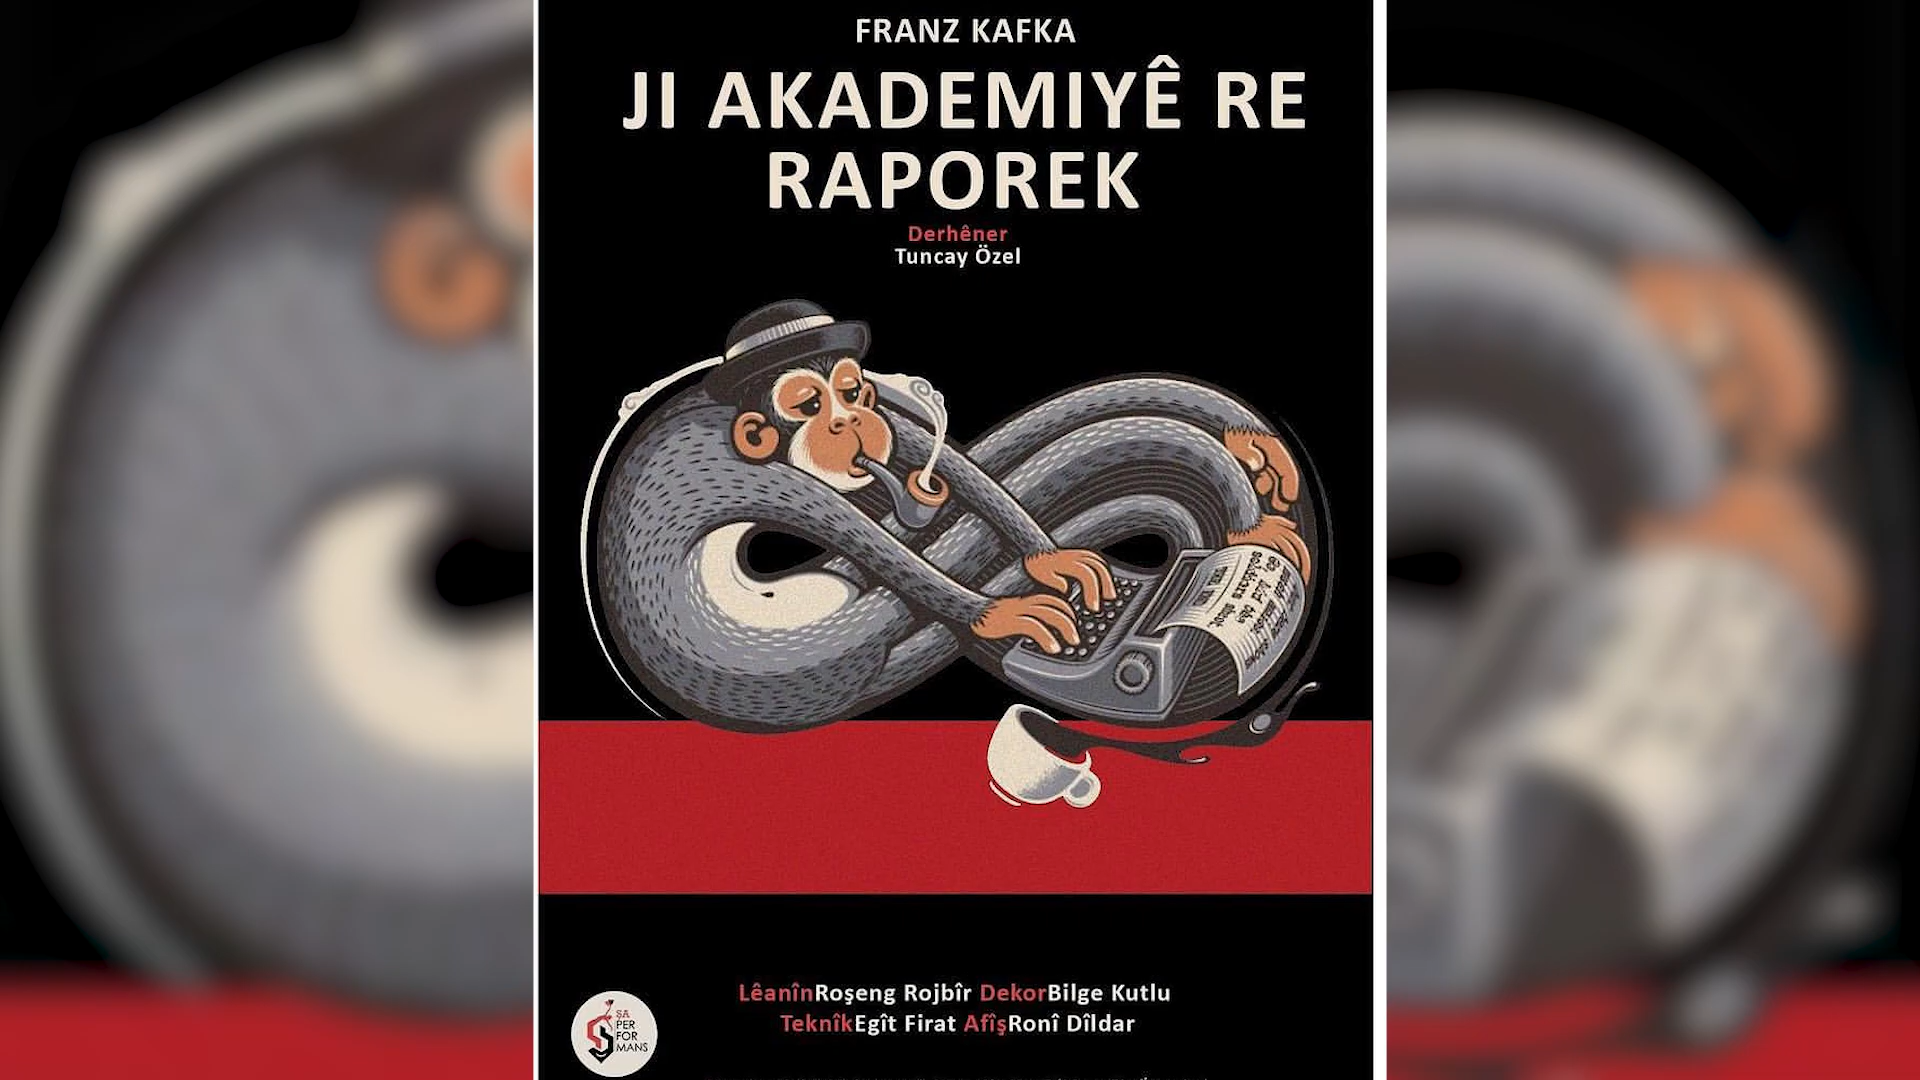 FRANZ KAFKA
JI AKADEMIYÊ RE
RAPOREK
Derhêner
Tuncay Özel
LêanînRoşeng Rojbîr DekorBilge Kutlu
TeknîkEgît Firat AfîşRonî Dîldar
ŞA
PER
FOR
MANS